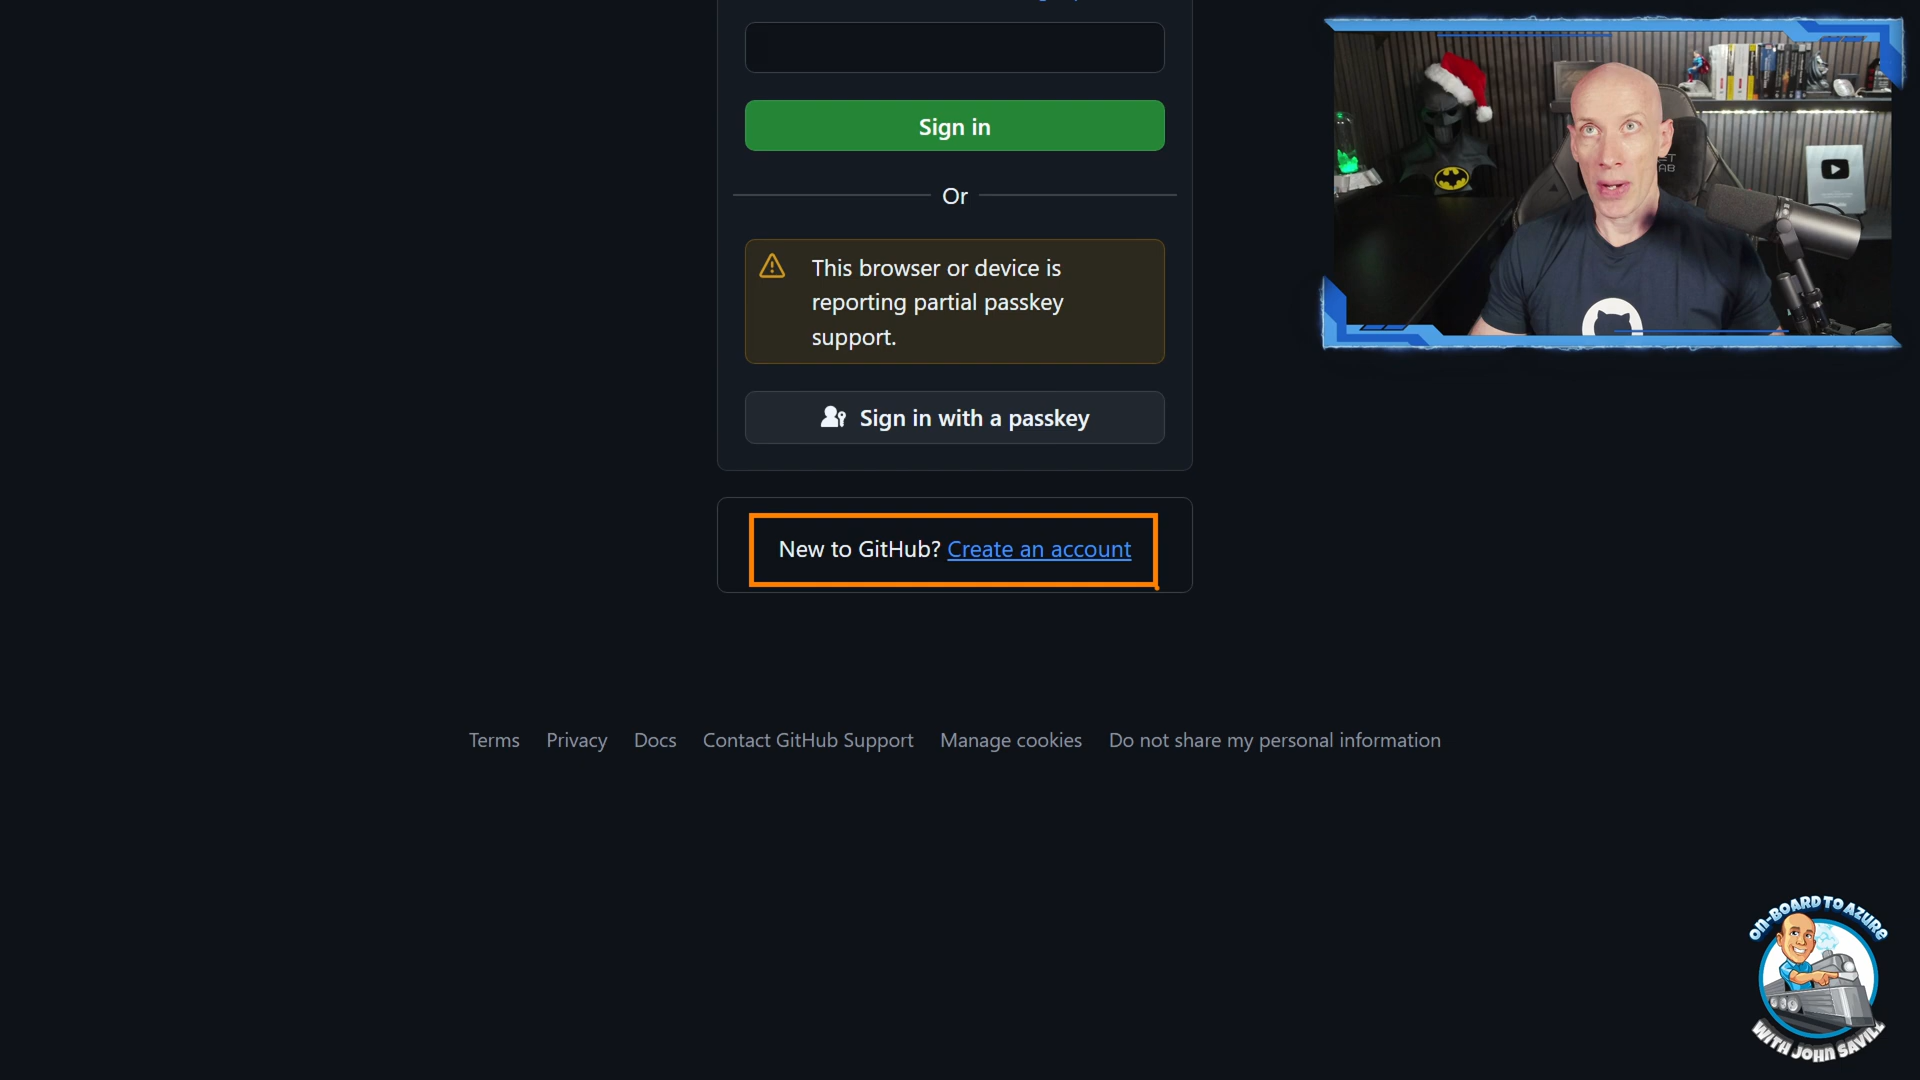 Sign in
Or
This browser or device is
reporting partial passkey
support.
Sign in with a passkey
New to GitHub? Create an account
Terms Privacy Docs Contact GitHub Support Manage cookies Do not share my personal information
ON-BOARD TO AZURE
WITH JOHN SAVILL